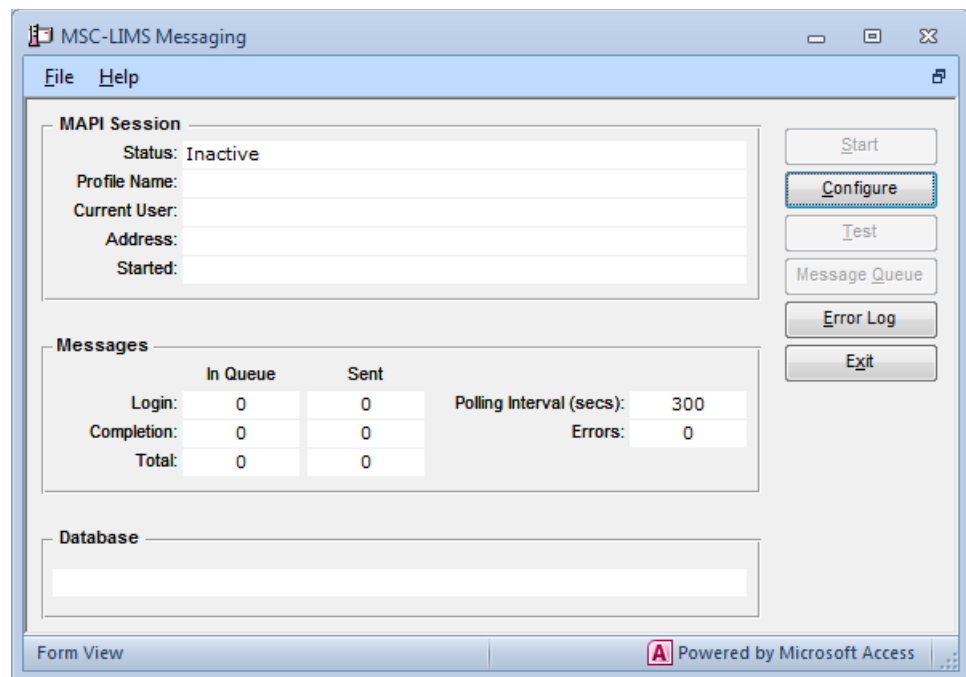 MSC-LIMS Messaging
File Help
MAPI Session
Status: Inactive
Profile Name:
Current User:
Address:
Started:
Start
Configure
Test
Message Queue
Error Log
Exit
Messages
In Queue Sent
Login: 0 0 Polling Interval (secs): 300
Completion: 0 0 Errors: 0
Total: 0 0
Database
Form View A Powered by Microsoft Access